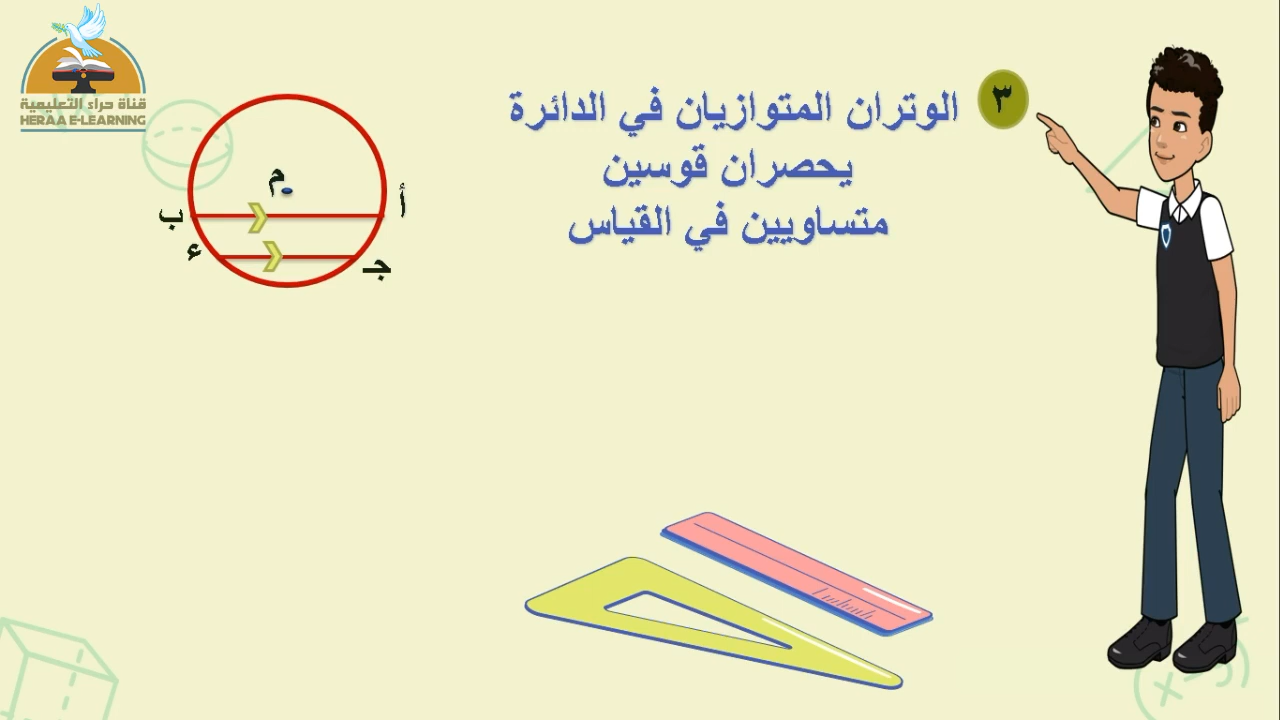 قناة حراء التعليمية
HERAA E-LEARNING
٣
الوتران المتوازيان في الدائرة
يحصران قوسين
متساويين في القياس
م
أ
ب
ء
جـ